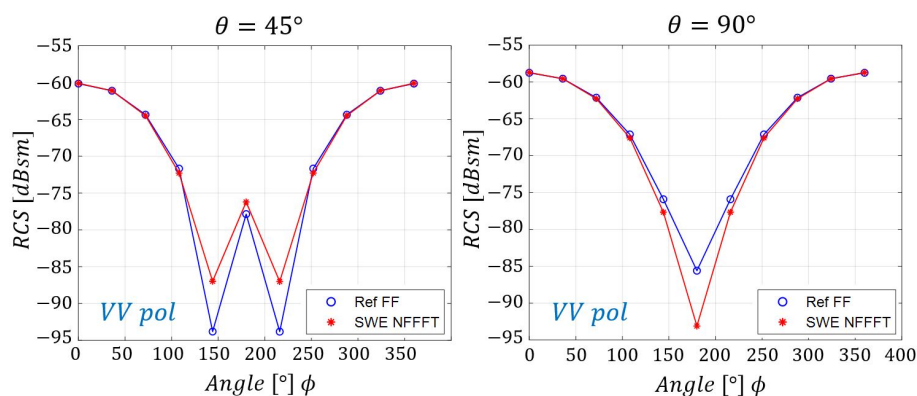 θ = 45°
RCS [dBsm]
−55
−60
−65
−70
−75
−80
−85
−90
−95
0 50 100 150 200 250 300 350
Angle [°] ϕ
VV pol
Ref FF
SWE NFFFT
θ = 90°
RCS [dBsm]
−55
−60
−65
−70
−75
−80
−85
−90
−95
0 50 100 150 200 250 300 350 400
Angle [°] ϕ
VV pol
Ref FF
SWE NFFFT